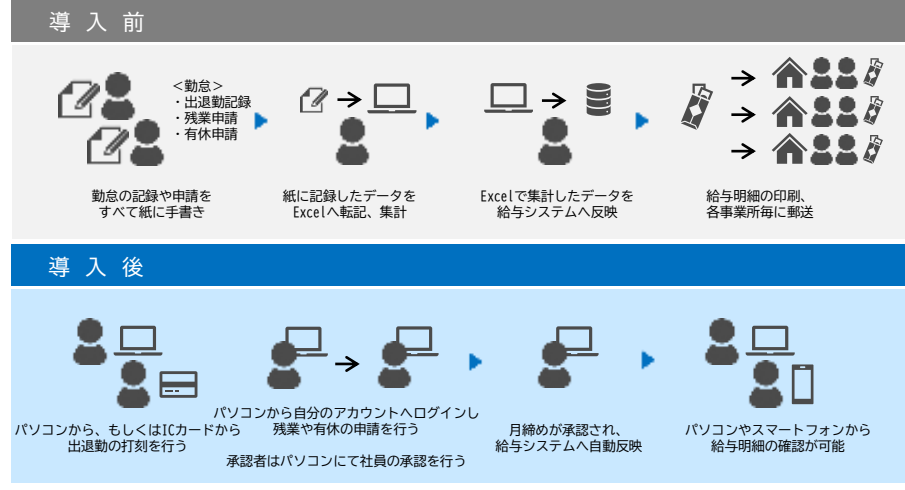 導入前
＜勤怠＞
・出退勤記録
・残業申請
・有休申請
勤怠の記録や申請を
すべて紙に手書き
紙に記録したデータを
Excelへ転記、集計
Excelで集計したデータを
給与システムへ反映
給与明細の印刷、
各事業所毎に郵送
導入後
パソコンから、もしくはICカードから
出退勤の打刻を行う
パソコンから自分のアカウントへログインし
残業や有休の申請を行う
承認者はパソコンにて社員の承認を行う
月締めが承認され、
給与システムへ自動反映
パソコンやスマートフォンから
給与明細の確認が可能